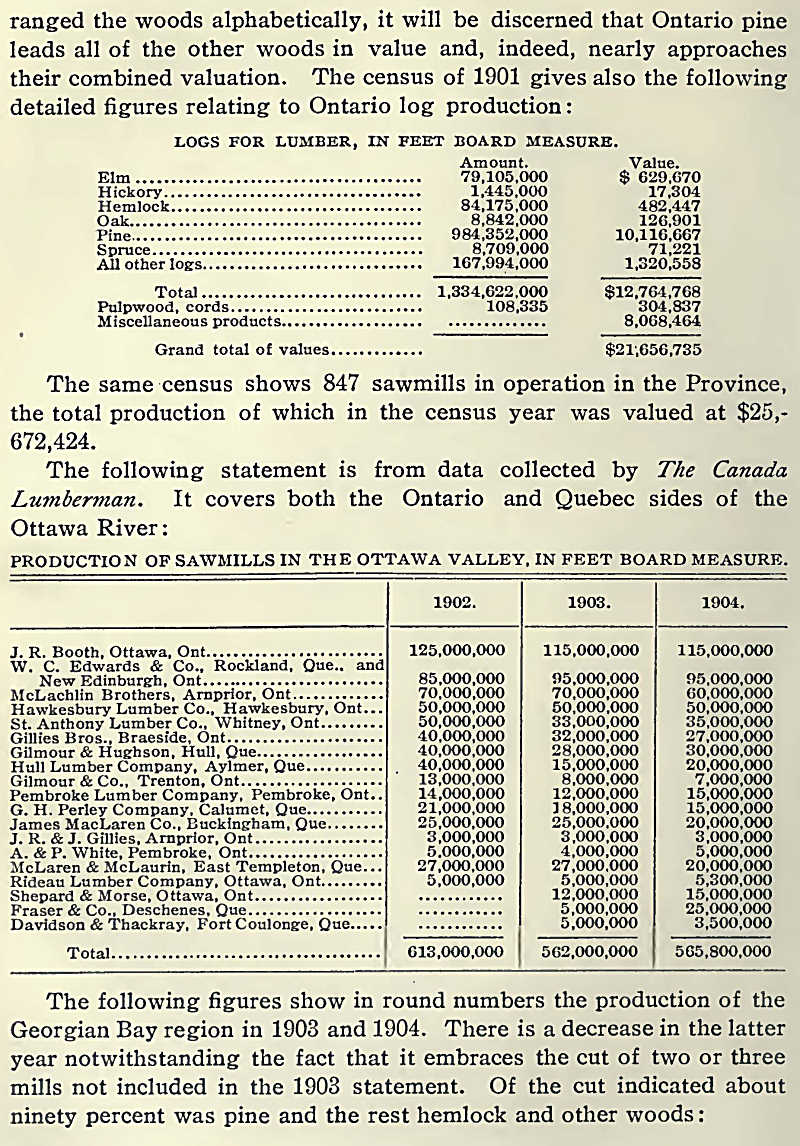 ranged the woods alphabetically, it will be discerned that Ontario pine
leads all of the other woods in value and, indeed, nearly approaches
their combined valuation. The census of 1901 gives also the following
detailed figures relating to Ontario log production:
LOGS FOR LUMBER, IN FEET BOARD MEASURE.
Amount. Value.
Elm ........................................ 79,105,000 $ 629,670
Hickory.................................... 1,445,000 17,304
Hemlock................................... 84,175,000 482,447
Oak........................................ 8,842,000 126,901
Pine........................................ 984,352,000 10,116,667
Spruce..................................... 8,709,000 71,221
All other logs.............................. 167,994,000 1,320,558
Total .............................. 1,334,622,000 $12,764,768
Pulpwood, cords........................... 108,335 304,837
Miscellaneous products.................... .............. 8,068,464
Grand total of values............. $21,656,735
The same census shows 847 sawmills in operation in the Province,
the total production of which in the census year was valued at $25,-
672,424.
The following statement is from data collected by The Canada
Lumberman. It covers both the Ontario and Quebec sides of the
Ottawa River:
PRODUCTION OF SAWMILLS IN THE OTTAWA VALLEY, IN FEET BOARD MEASURE.
1902. 1903. 1904.
J. R. Booth, Ottawa, Ont.......................... 125,000,000 115,000,000 115,000,000
W. C. Edwards & Co., Rockland, Que.. and
New Edinburgh, Ont.......................... 85,000,000 95,000,000 95,000,000
McLachlin Brothers, Arnprior, Ont............. 70,000,000 70,000,000 60,000,000
Hawkesbury Lumber Co., Hawkesbury, Ont... 50,000,000 50,000,000 50,000,000
St. Anthony Lumber Co., Whitney, Ont......... 50,000,000 33,000,000 35,000,000
Gillies Bros., Braeside, Ont....................... 40,000,000 32,000,000 27,000,000
Gilmour & Hughson, Hull, Que.................. 40,000,000 28,000,000 30,000,000
Hull Lumber Company, Aylmer, Que........... 40,000,000 15,000,000 20,000,000
Gilmour & Co., Trenton, Ont.................... 13,000,000 8,000,000 7,000,000
Pembroke Lumber Company, Pembroke, Ont.. 14,000,000 12,000,000 15,000,000
G. H. Perley Company, Calumet, Que........... 21,000,000 18,000,000 15,000,000
James MacLaren Co., Buckingham, Que........ 25,000,000 25,000,000 20,000,000
J. R. & J. Gillies, Arnprior, Ont.................. 3,000,000 3,000,000 3,000,000
A. & P. White, Pembroke, Ont................... 5,000,000 4,000,000 5,000,000
McLaren & McLaurin, East Templeton, Que... 27,000,000 27,000,000 20,000,000
Rideau Lumber Company, Ottawa, Ont......... 5,000,000 5,000,000 5,300,000
Shepard & Morse, Ottawa, Ont.................. ............ 12,000,000 15,000,000
Fraser & Co., Deschenes, Que................... ............ 5,000,000 25,000,000
Davidson & Thackray, Fort Coulonge, Que..... ............ 5,000,000 3,500,000
Total..................................... 613,000,000 562,000,000 565,800,000
The following figures show in round numbers the production of the
Georgian Bay region in 1903 and 1904. There is a decrease in the latter
year notwithstanding the fact that it embraces the cut of two or three
mills not included in the 1903 statement. Of the cut indicated about
ninety percent was pine and the rest hemlock and other woods: